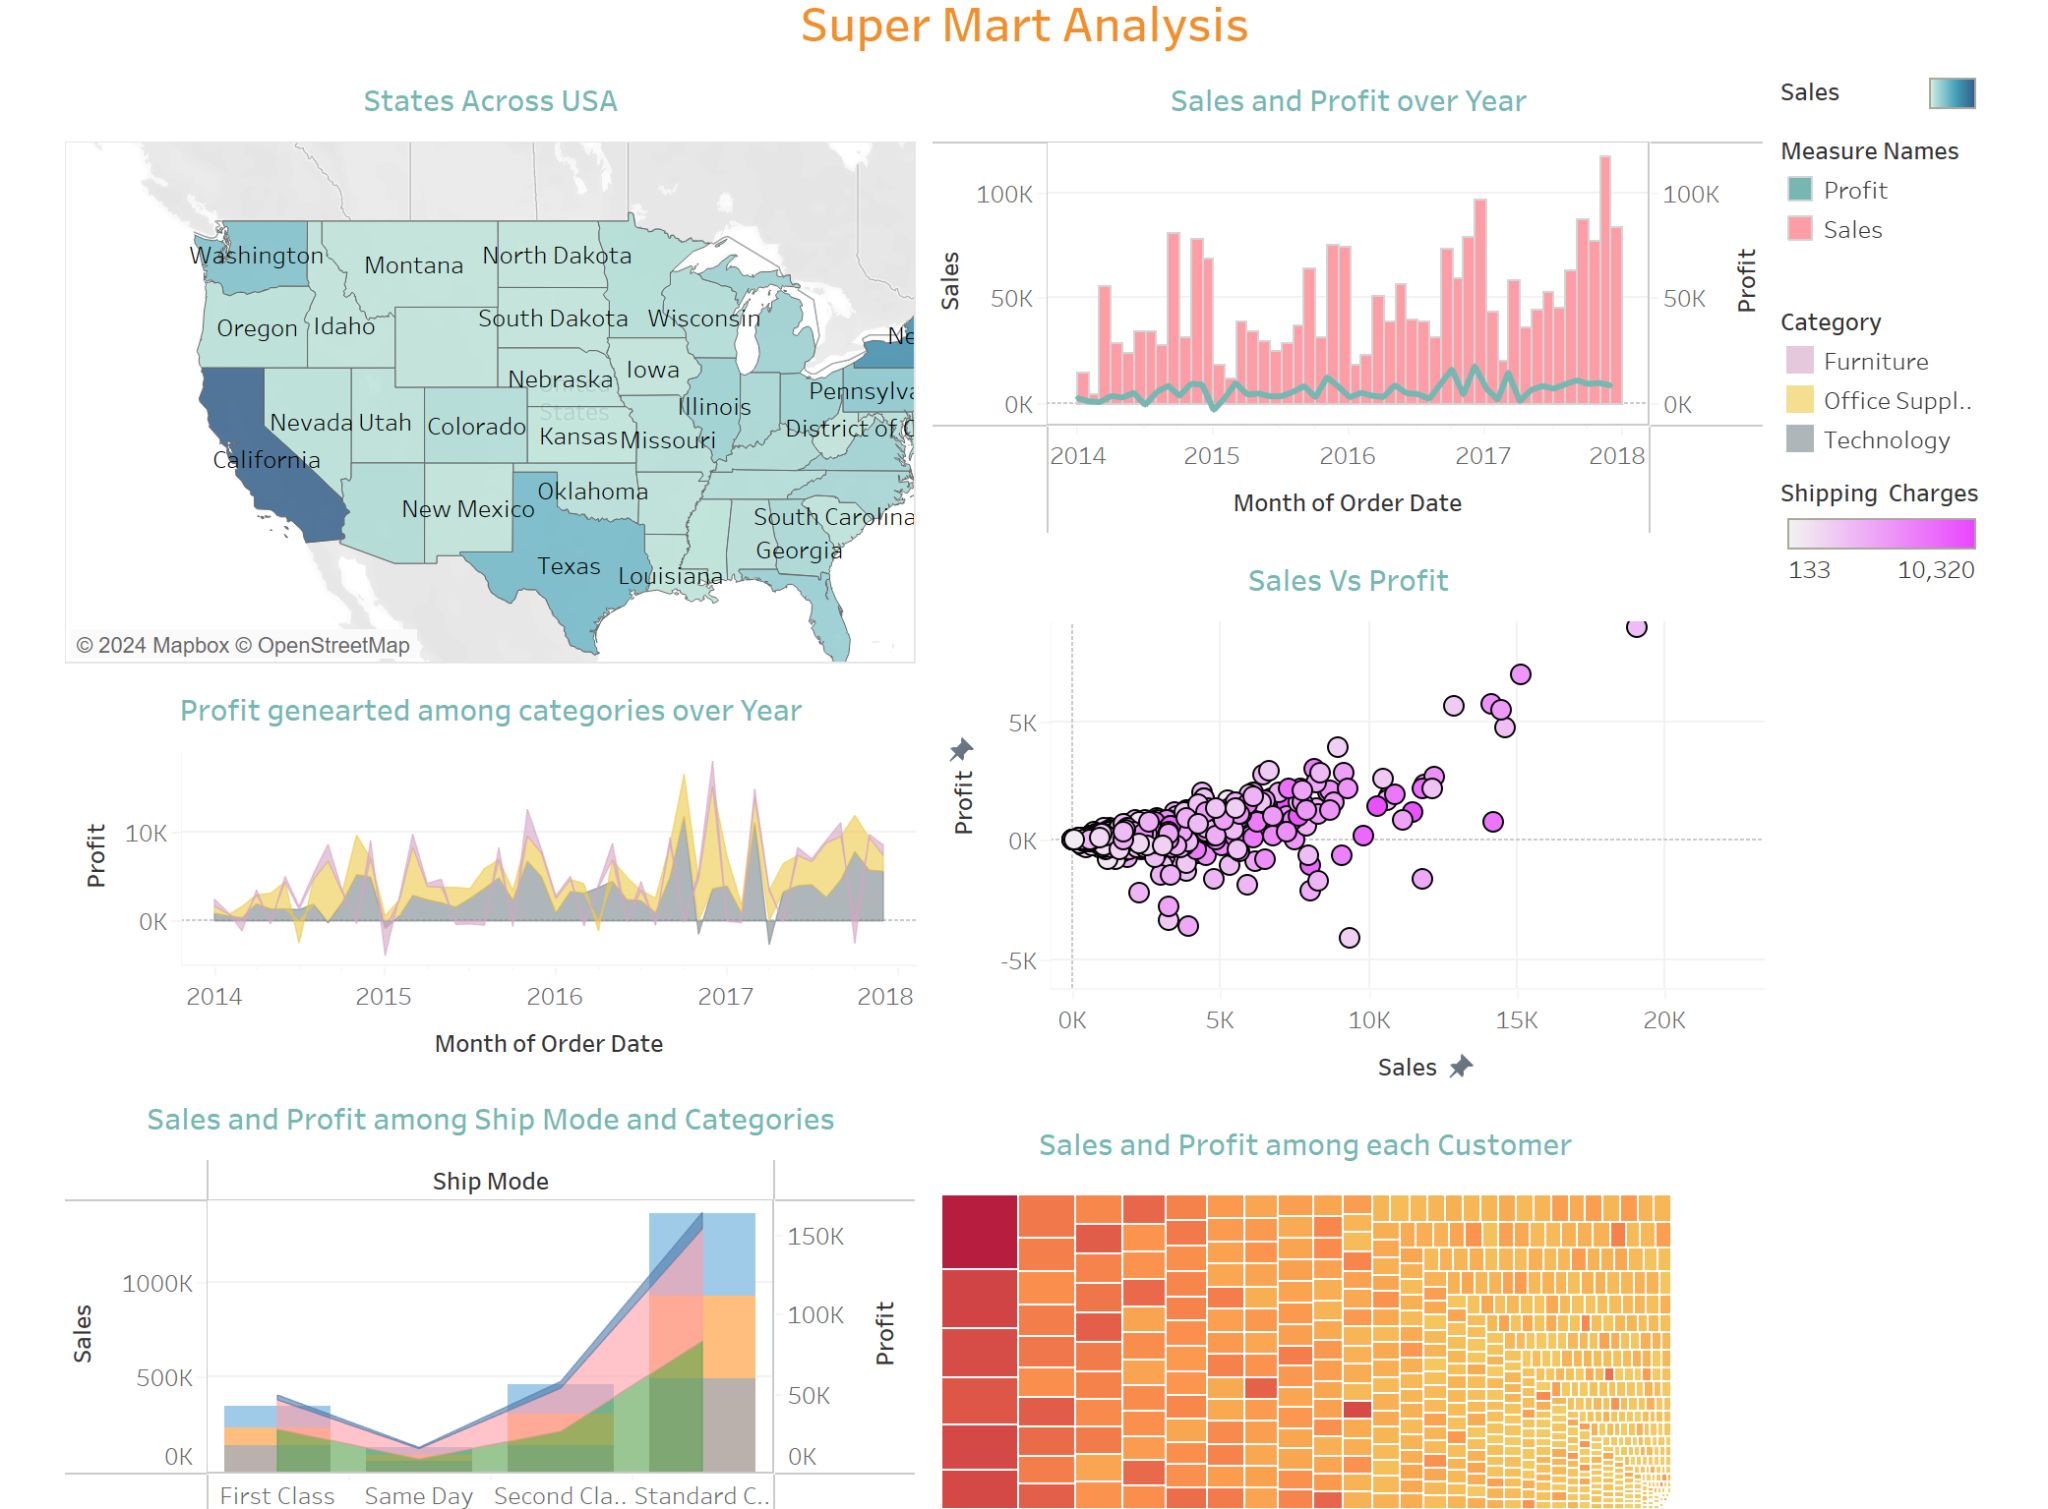 Super Mart Analysis
States Across USA
Washington
Montana
North Dakota
Oregon
Idaho
South Dakota
Wisconsin
Ne
Nebraska
Iowa
States
Illinois
Pennsylva
Nevada
Utah
Colorado
Kansas
Missouri
District of C
California
New Mexico
Oklahoma
South Carolina
Georgia
Texas
Louisiana
© 2024 Mapbox © OpenStreetMap
Sales and Profit over Year
Sales
100K
50K
0K
100K
50K
0K
Profit
2014 2015 2016 2017 2018
Month of Order Date
Sales
Measure Names
Profit
Sales
Category
Furniture
Office Suppl..
Technology
Shipping Charges
133 10,320
Profit genearted among categories over Year
Profit
10K
0K
2014 2015 2016 2017 2018
Month of Order Date
Sales Vs Profit
Profit
5K
0K
-5K
0K 5K 10K 15K 20K
Sales
Sales and Profit among Ship Mode and Categories
Ship Mode
Sales
1000K
500K
0K
150K
100K
50K
0K
Profit
First Class Same Day Second Cla.. Standard C..
Sales and Profit among each Customer